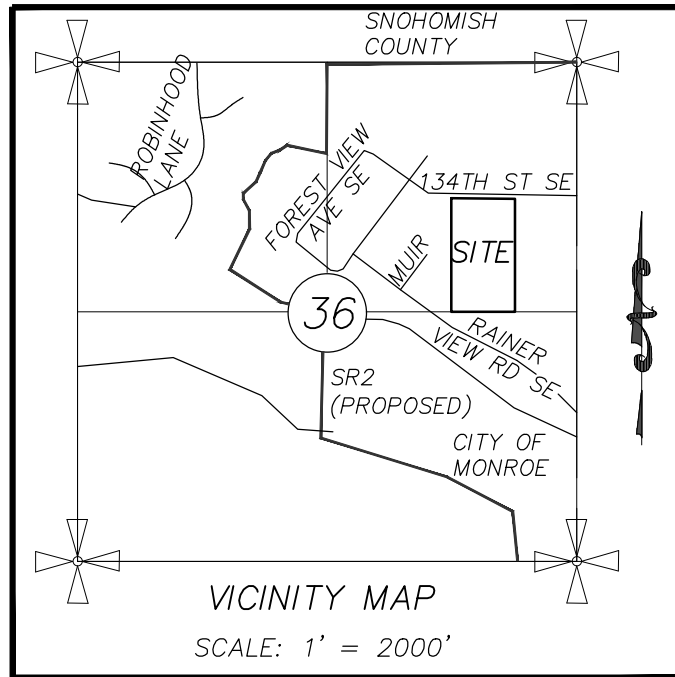 SNOHOMISH
COUNTY
ROBINHOOD
LANE
FOREST VIEW
AVE SE
134TH ST SE
MUIR
SITE
36
RAINER
VIEW RD SE
SR2
(PROPOSED)
CITY OF
MONROE
VICINITY MAP
SCALE: 1' = 2000'